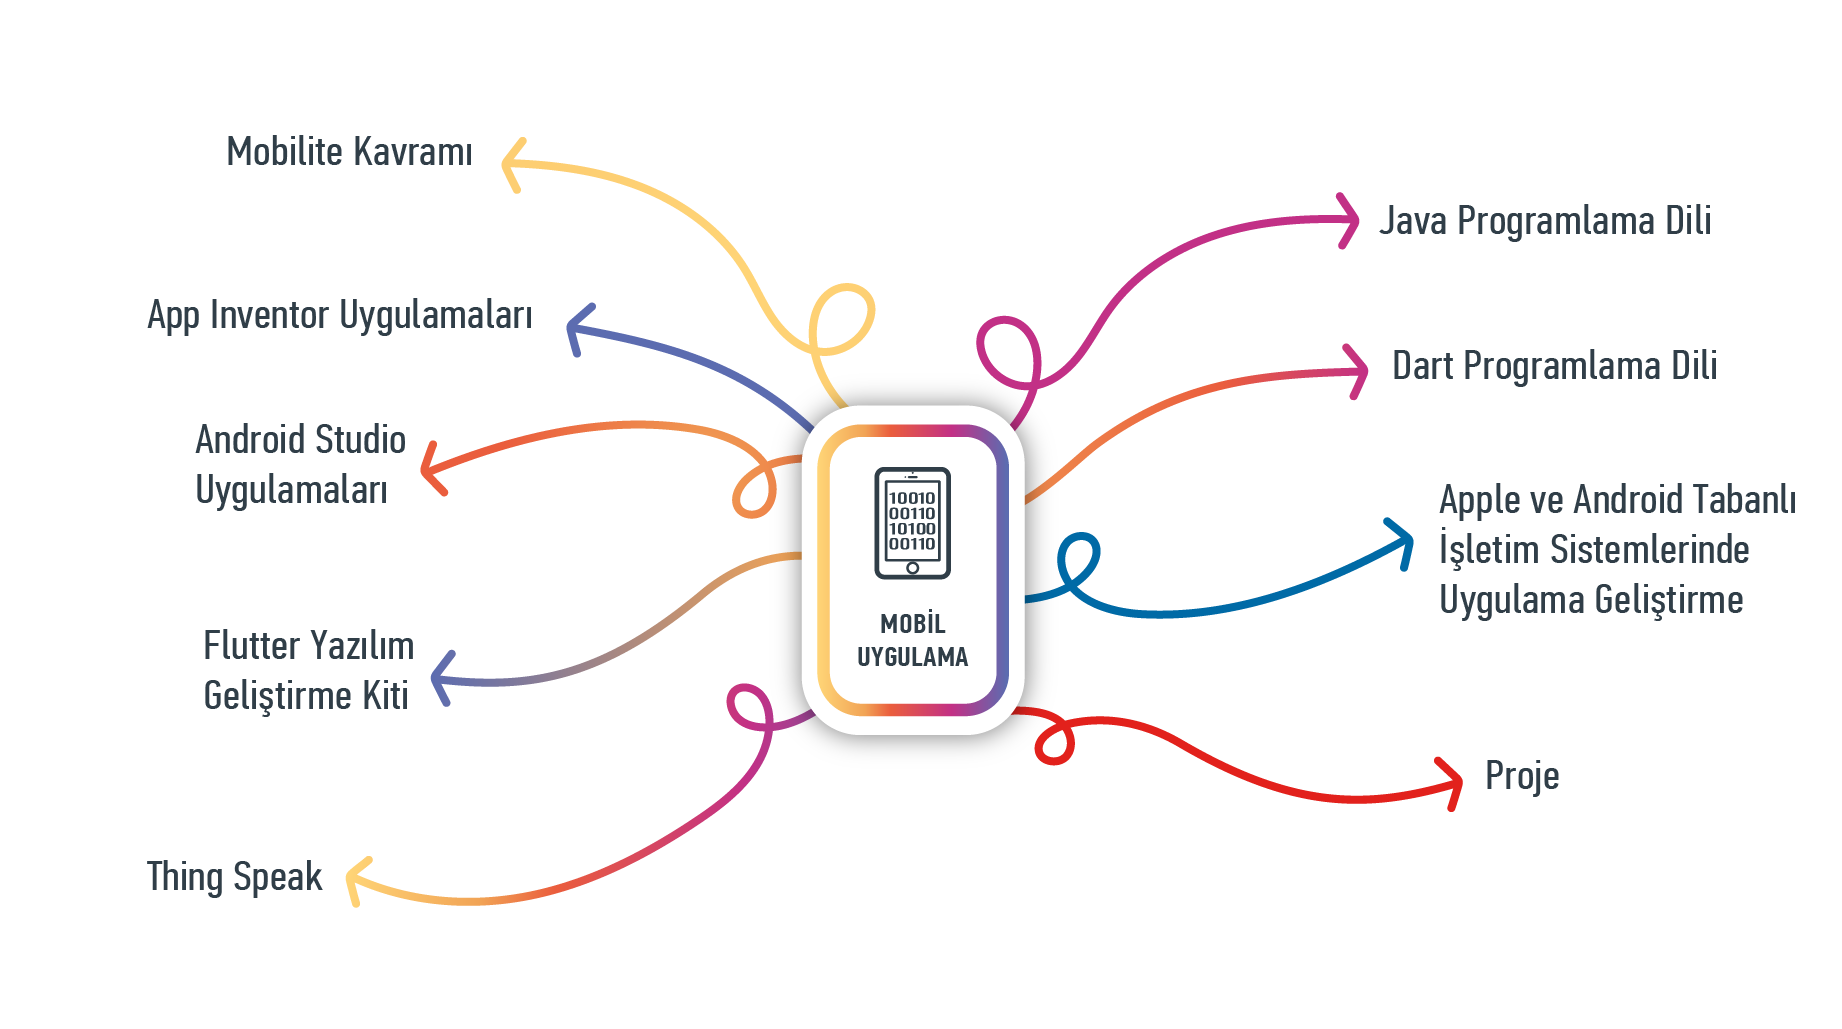 Mobilite Kavramı
App Inventor Uygulamaları
Android Studio
Uygulamaları
Flutter Yazılım
Geliştirme Kiti
Thing Speak
10010
00110
10100
00110
MOBİL
UYGULAMA
Java Programlama Dili
Dart Programlama Dili
Apple ve Android Tabanlı
İşletim Sistemlerinde
Uygulama Geliştirme
Proje